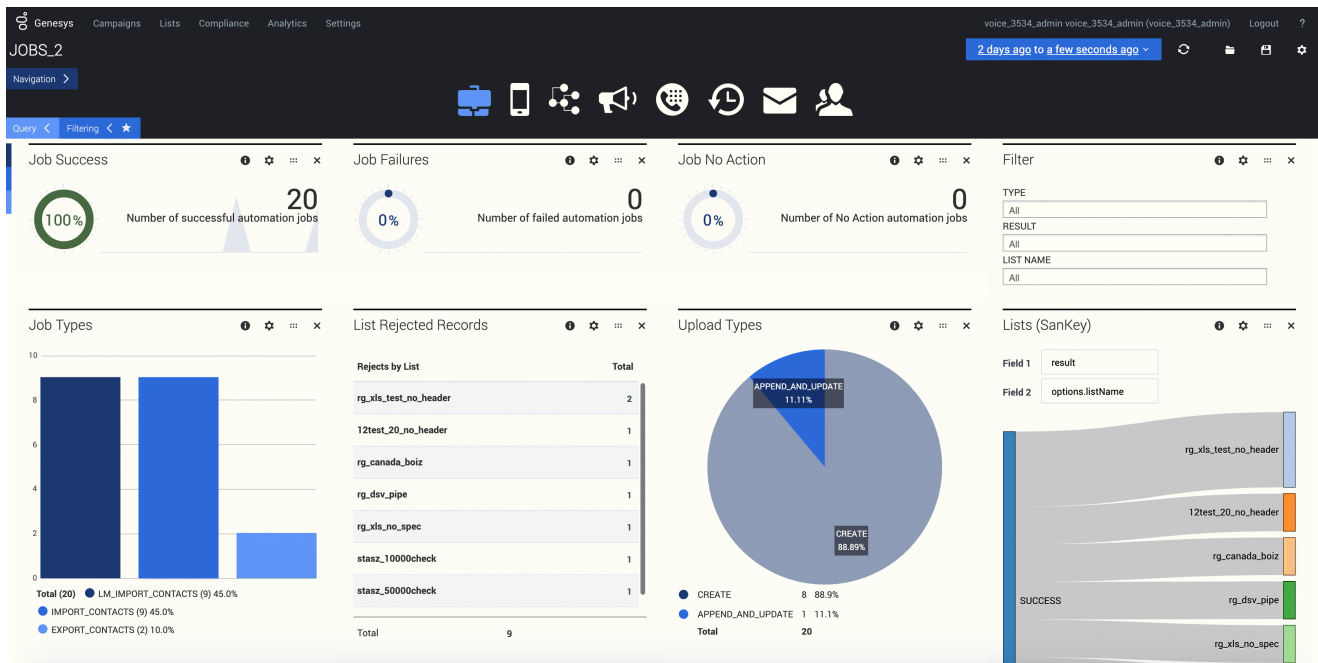 Genesys Campaigns Lists Compliance Analytics Settings voice_3534_admin voice_3534_admin (voice_3534_admin) Logout ?
JOBS_2
2 days ago to a few seconds ago
Navigation
Query Filtering
Job Success
100%
20
Number of successful automation jobs
Job Failures
0%
0
Number of failed automation jobs
Job No Action
0%
0
Number of No Action automation jobs
Filter
TYPE
All
RESULT
All
LIST NAME
All
Job Types
10
8
6
4
2
0
Total (20) LM_IMPORT_CONTACTS (9) 45.0%
IMPORT_CONTACTS (9) 45.0%
EXPORT_CONTACTS (2) 10.0%
List Rejected Records
Rejects by List Total
rg_xls_test_no_header 2
12test_20_no_header 1
rg_canada_boiz 1
rg_dsv_pipe 1
rg_xls_no_spec 1
stasz_10000check 1
stasz_50000check 1
Total 9
Upload Types
APPEND_AND_UPDATE
11.11%
CREATE
88.89%
CREATE 8 88.9%
APPEND_AND_UPDATE 1 11.1%
Total 20
Lists (SanKey)
Field 1 result
Field 2 options.listName
rg_xls_test_no_header
12test_20_no_header
rg_canada_boiz
SUCCESS
rg_dsv_pipe
rg_xls_no_spec